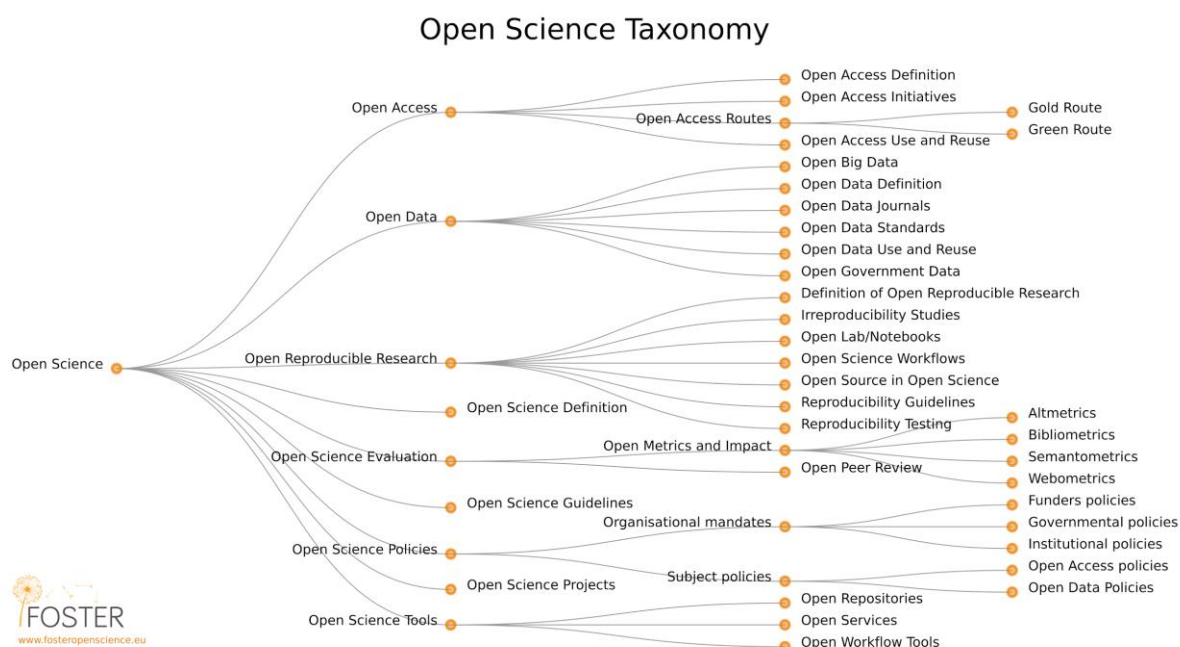 Open Science Taxonomy
Open Science
Open Access
Open Access Definition
Open Access Initiatives
Open Access Routes
Gold Route
Green Route
Open Access Use and Reuse
Open Data
Open Big Data
Open Data Definition
Open Data Journals
Open Data Standards
Open Data Use and Reuse
Open Government Data
Open Reproducible Research
Definition of Open Reproducible Research
Irreproducibility Studies
Open Lab/Notebooks
Open Science Workflows
Open Source in Open Science
Reproducibility Guidelines
Reproducibility Testing
Open Science Definition
Open Science Evaluation
Open Metrics and Impact
Altmetrics
Bibliometrics
Semantometrics
Webometrics
Open Peer Review
Open Science Guidelines
Open Science Policies
Organisational mandates
Funders policies
Governmental policies
Institutional policies
Subject policies
Open Access policies
Open Data Policies
Open Science Projects
Open Science Tools
Open Repositories
Open Services
Open Workflow Tools
FOSTER
www.fosteropenscience.eu